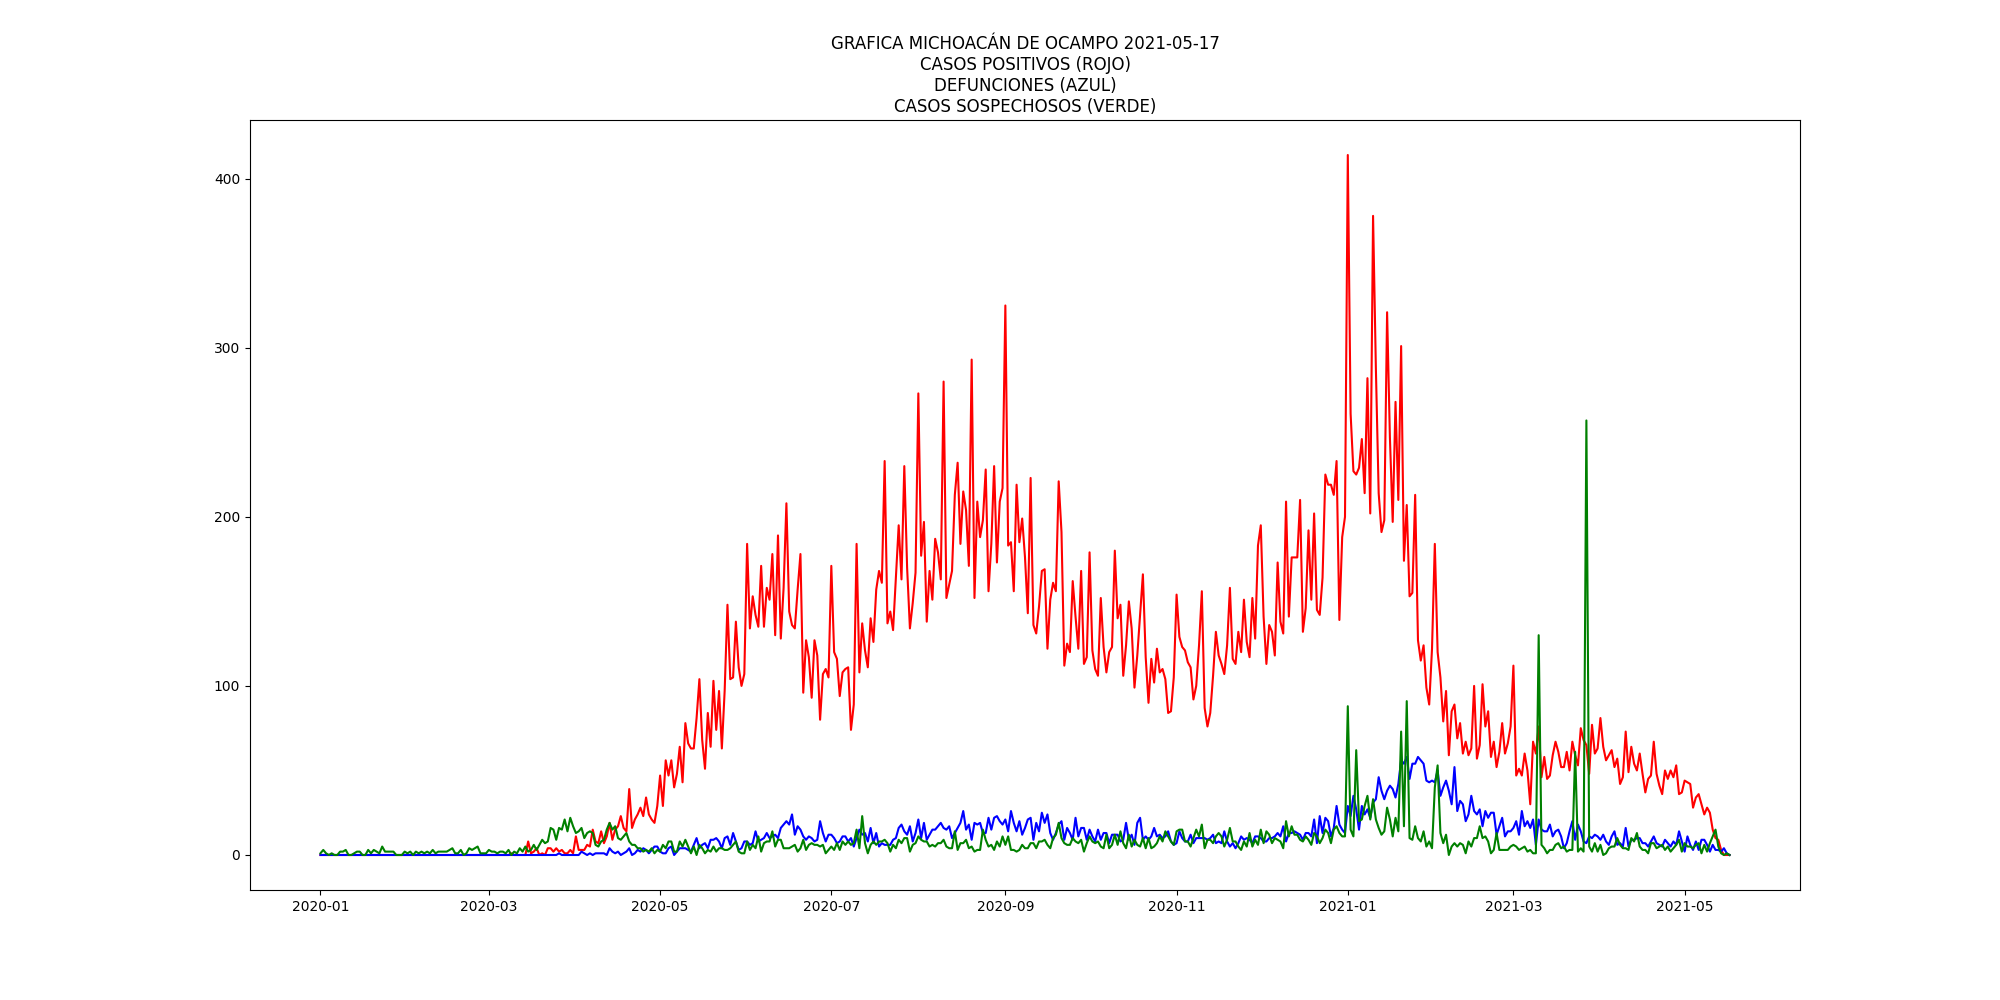 GRAFICA MICHOACÁN DE OCAMPO 2021-05-17
CASOS POSITIVOS (ROJO)
DEFUNCIONES (AZUL)
CASOS SOSPECHOSOS (VERDE)
400
300
200
100
0
2020-01 2020-03 2020-05 2020-07 2020-09 2020-11 2021-01 2021-03 2021-05